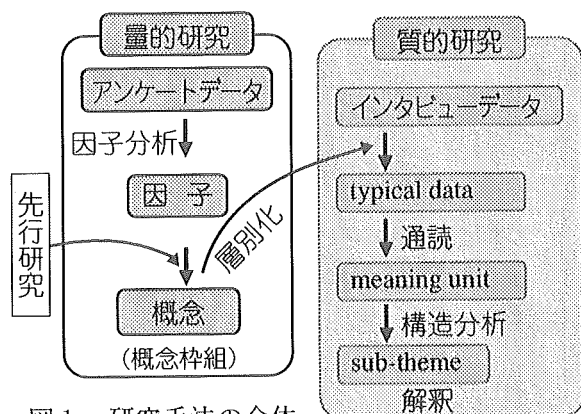 量的研究
アンケートデータ
因子分析
因 子
先行研究
層別化
概念
(概念枠組)
質的研究
インタビューデータ
typical data
通読
meaning unit
構造分析
sub-theme
解釈
図1 研究手法の全体